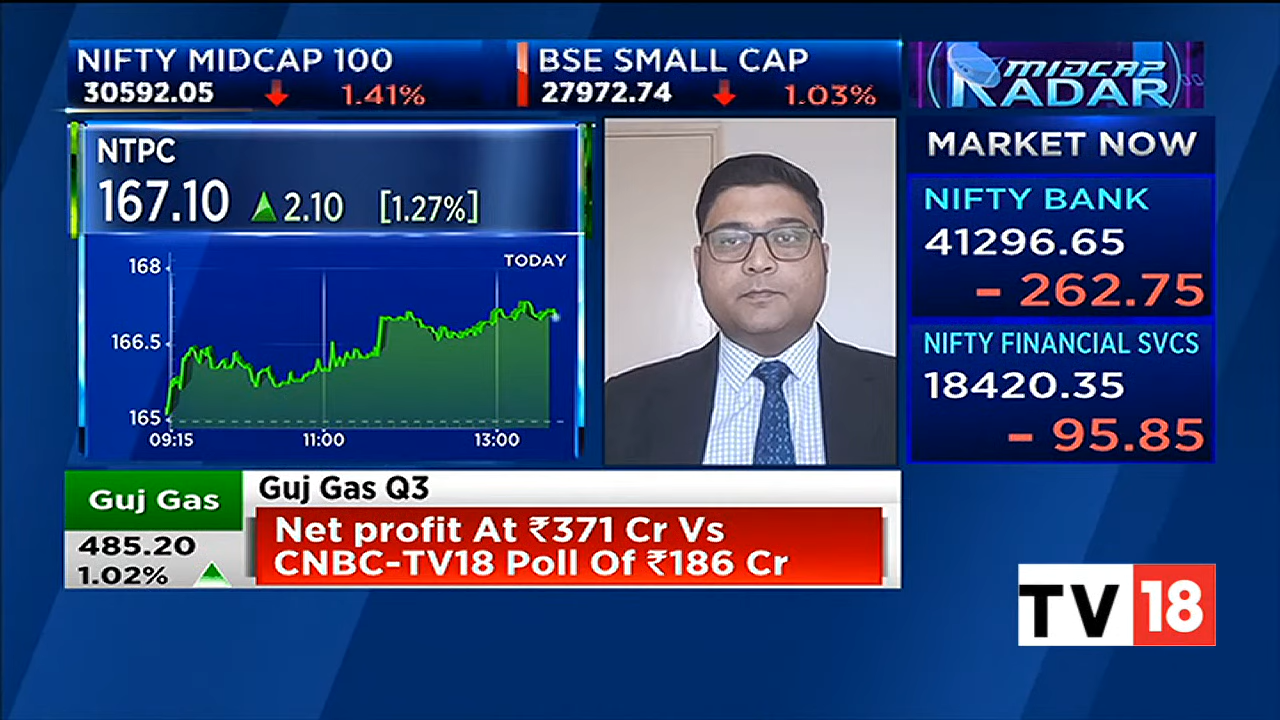 NIFTY MIDCAP 100
30592.05 1.41%
BSE SMALL CAP
27972.74 1.03%
MIDCAP
RADAR
NTPC
167.10 2.10 [1.27%]
TODAY
168
166.5
165
09:15 11:00 13:00
MARKET NOW
NIFTY BANK
41296.65
- 262.75
NIFTY FINANCIAL SVCS
18420.35
- 95.85
Guj Gas
485.20
1.02%
Guj Gas Q3
Net profit At ₹371 Cr Vs
CNBC-TV18 Poll Of ₹186 Cr
TV18